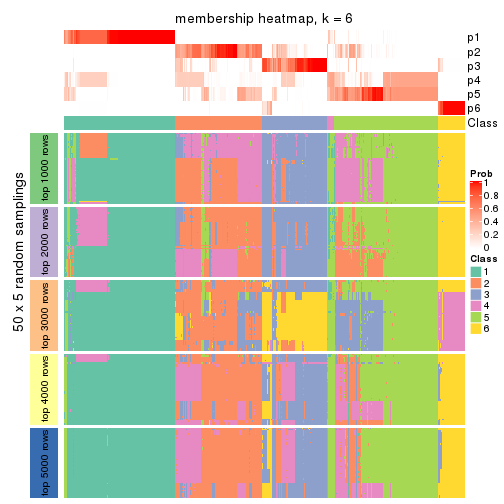 membership heatmap, k = 6
p1
p2
p3
p4
p5
p6
Class
50 x 5 random samplings
top 1000 rows
top 2000 rows
top 3000 rows
top 4000 rows
top 5000 rows
Prob
1
0.8
0.6
0.4
0.2
0
Class
1
2
3
4
5
6